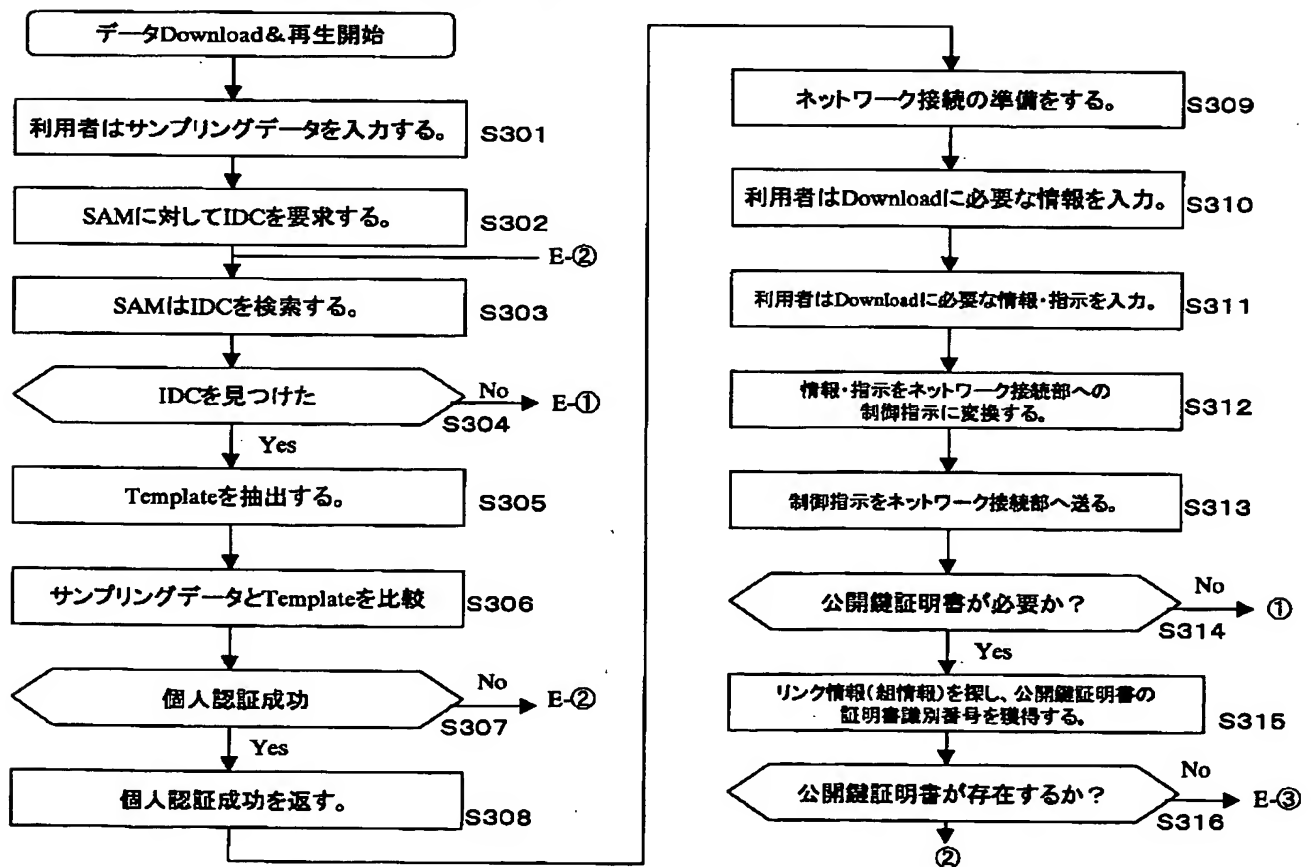 データDownload&再生開始
利用者はサンプリングデータを入力する。
S301
SAMに対してIDCを要求する。
S302
E-②
SAMはIDCを検索する。
S303
IDCを見つけた
No
E-①
S304
Yes
Templateを抽出する。
S305
サンプリングデータとTemplateを比較
S306
個人認証成功
No
E-②
S307
Yes
個人認証成功を返す。
S308
ネットワーク接続の準備をする。
S309
利用者はDownloadに必要な情報を入力。
S310
利用者はDownloadに必要な情報・指示を入力。
S311
情報・指示をネットワーク接続部への
制御指示に変換する。
S312
制御指示をネットワーク接続部へ送る。
S313
公開鍵証明書が必要か?
No
①
S314
Yes
リンク情報(組情報)を探し、公開鍵証明書の
証明書識別番号を獲得する。
S315
公開鍵証明書が存在するか?
No
E-③
S316
②